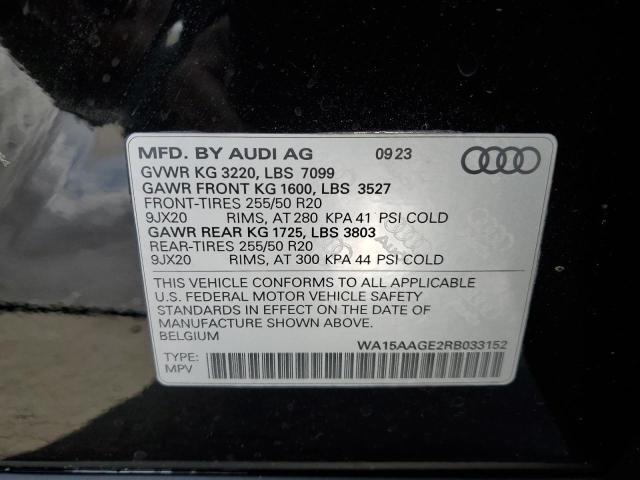 MFD. BY AUDI AG 09 23
GVWR KG 3220, LBS 7099
GAWR FRONT KG 1600, LBS 3527
FRONT-TIRES 255/50 R20
9JX20 RIMS, AT 280 KPA 41 PSI COLD
GAWR REAR KG 1725, LBS 3803
REAR-TIRES 255/50 R20
9JX20 RIMS, AT 300 KPA 44 PSI COLD
THIS VEHICLE CONFORMS TO ALL APPLICABLE
U.S. FEDERAL MOTOR VEHICLE SAFETY
STANDARDS IN EFFECT ON THE DATE OF
MANUFACTURE SHOWN ABOVE.
BELGIUM WA15AAGE2RB033152
TYPE:
MPV